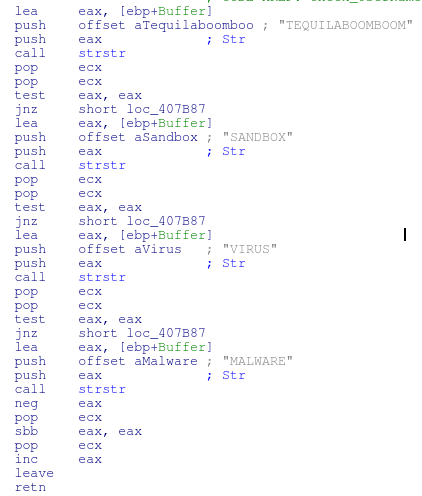 lea     eax, [ebp+Buffer]
push    offset aTequilaboomboo ; "TEQUILABOOMBOOM"
push    eax             ; Str
call    strstr
pop     ecx
pop     ecx
test    eax, eax
jnz     short loc_407B87
lea     eax, [ebp+Buffer]
push    offset aSandbox ; "SANDBOX"
push    eax             ; Str
call    strstr
pop     ecx
pop     ecx
test    eax, eax
jnz     short loc_407B87
lea     eax, [ebp+Buffer]
push    offset aVirus   ; "VIRUS"
push    eax             ; Str
call    strstr
pop     ecx
pop     ecx
test    eax, eax
jnz     short loc_407B87
lea     eax, [ebp+Buffer]
push    offset aMalware ; "MALWARE"
push    eax             ; Str
call    strstr
neg     eax
pop     ecx
sbb     eax, eax
pop     ecx
inc     eax
leave
retn